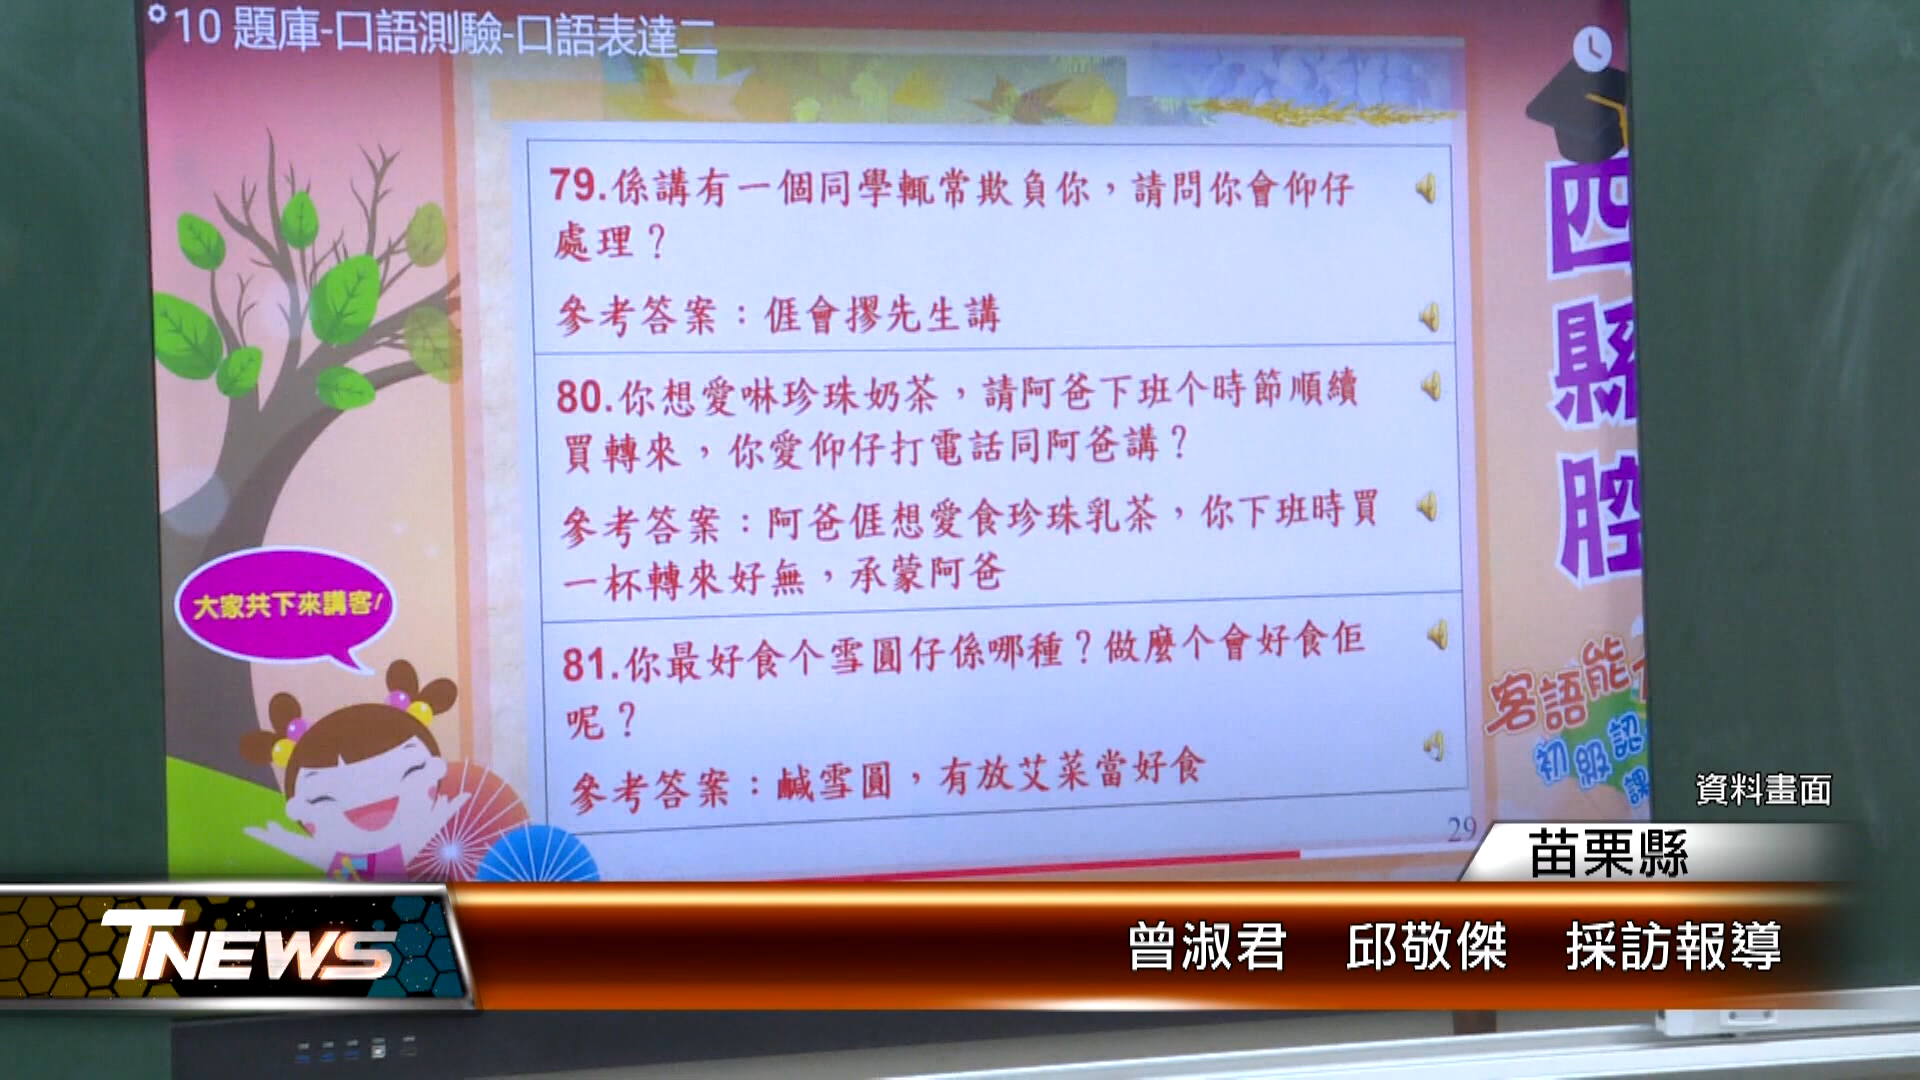 10 題庫-口語測驗-口語表達二
79.係講有一個同學輒常欺負你，請問你會仰仔
處理？
參考答案：𠊎會摎先生講
80.你想愛啉珍珠奶茶，請阿爸下班个時節順續
買轉來，你愛仰仔打電話同阿爸講？
參考答案：阿爸𠊎想愛食珍珠乳茶，你下班時買
一杯轉來好無，承蒙阿爸
81.你最好食个雪圓仔係哪種？做麼个會好食佢
呢？
參考答案：鹹雪圓，有放艾菜當好食
29
大家共下來講客!
四縣腔
客語能
初級認
課
資料畫面
苗栗縣
TNEWS
曾淑君 邱敬傑 採訪報導